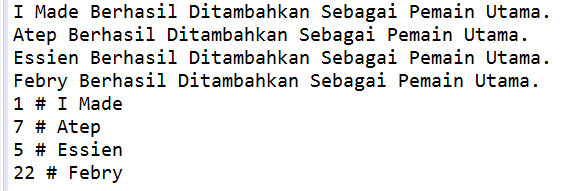 I Made Berhasil Ditambahkan Sebagai Pemain Utama.
Atep Berhasil Ditambahkan Sebagai Pemain Utama.
Essien Berhasil Ditambahkan Sebagai Pemain Utama.
Febry Berhasil Ditambahkan Sebagai Pemain Utama.
1 # I Made
7 # Atep
5 # Essien
22 # Febry